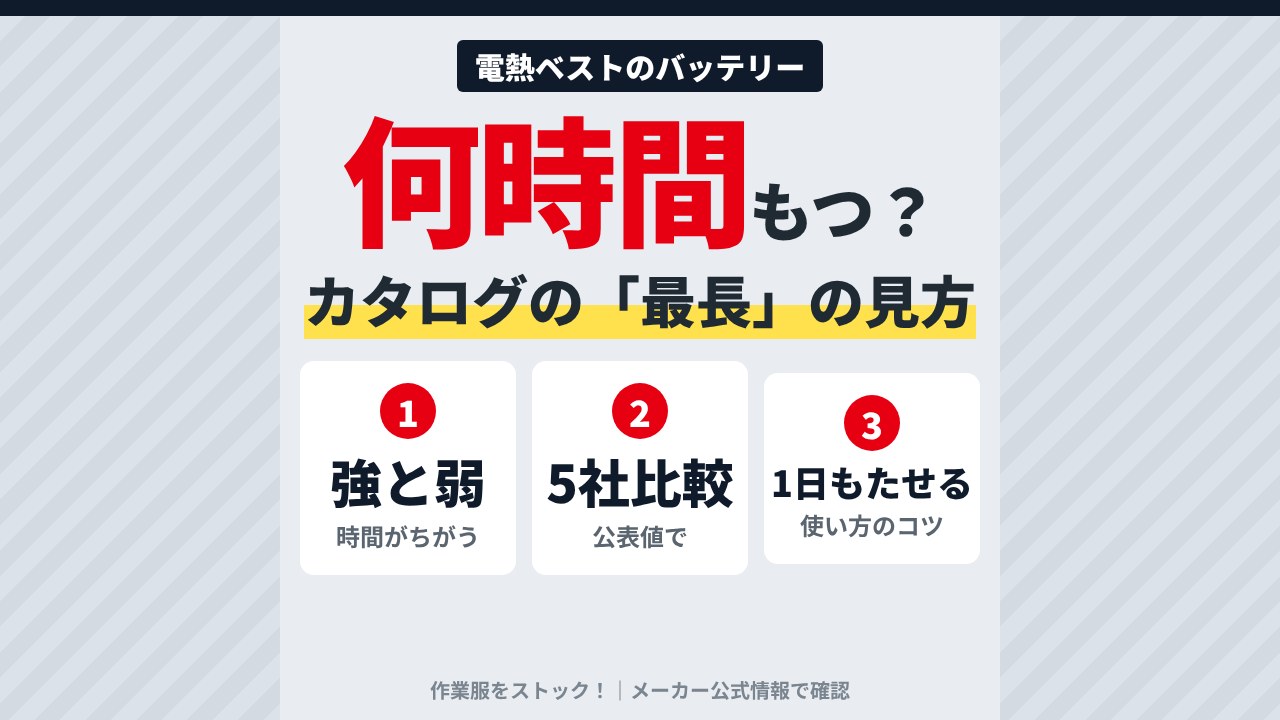 電熱ベストのバッテリー
何時間もつ？
カタログの「最長」の見方
1
強と弱
時間がちがう
2
5社比較
公表値で
3
1日もたせる
使い方のコツ
作業服をストック！｜メーカー公式情報で確認